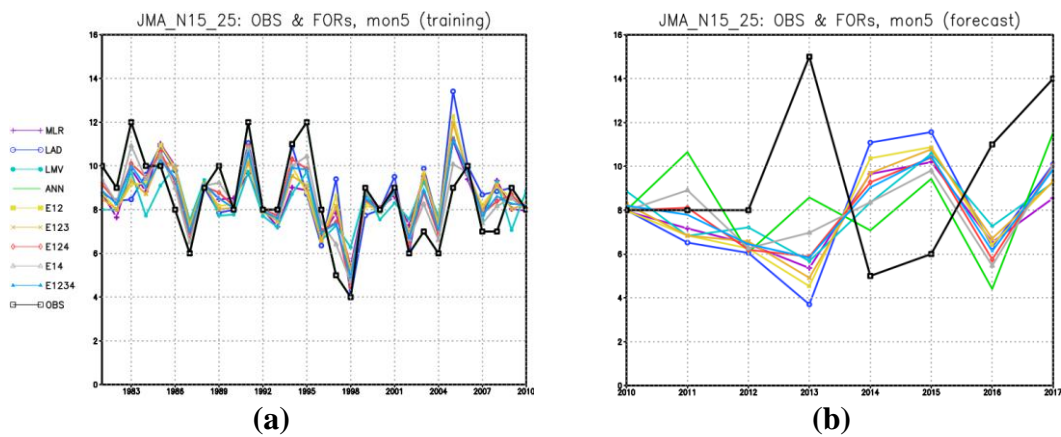 JMA_N15_25: OBS & FORs, mon5 (training)
16
14
12
10
8
6
4
2
0
1983
1986
1989
1992
1995
1998
2001
2004
2007
2010
MLR
LAD
LMV
ANN
E12
E123
E124
E14
E1234
OBS
(a)
JMA_N15_25: OBS & FORs, mon5 (forecast)
16
14
12
10
8
6
4
2
0
2010
2011
2012
2013
2014
2015
2016
2017
(b)